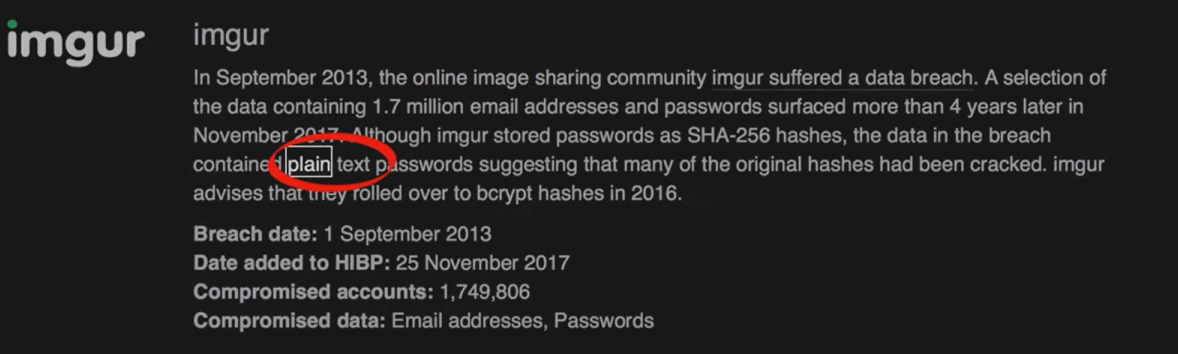 imgur
imgur
In September 2013, the online image sharing community imgur suffered a data breach. A selection of
the data containing 1.7 million email addresses and passwords surfaced more than 4 years later in
November 2017. Although imgur stored passwords as SHA-256 hashes, the data in the breach
contained plain text passwords suggesting that many of the original hashes had been cracked. imgur
advises that they rolled over to bcrypt hashes in 2016.
Breach date: 1 September 2013
Date added to HIBP: 25 November 2017
Compromised accounts: 1,749,806
Compromised data: Email addresses, Passwords